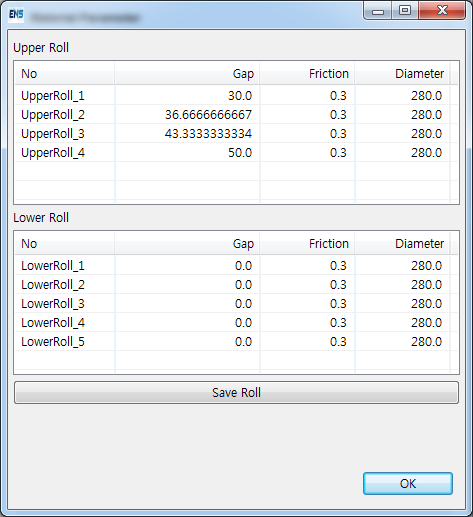 ENS
Upper Roll
No Gap Friction Diameter
UpperRoll_1 30.0 0.3 280.0
UpperRoll_2 36.6666666667 0.3 280.0
UpperRoll_3 43.3333333334 0.3 280.0
UpperRoll_4 50.0 0.3 280.0
Lower Roll
No Gap Friction Diameter
LowerRoll_1 0.0 0.3 280.0
LowerRoll_2 0.0 0.3 280.0
LowerRoll_3 0.0 0.3 280.0
LowerRoll_4 0.0 0.3 280.0
LowerRoll_5 0.0 0.3 280.0
Save Roll
OK